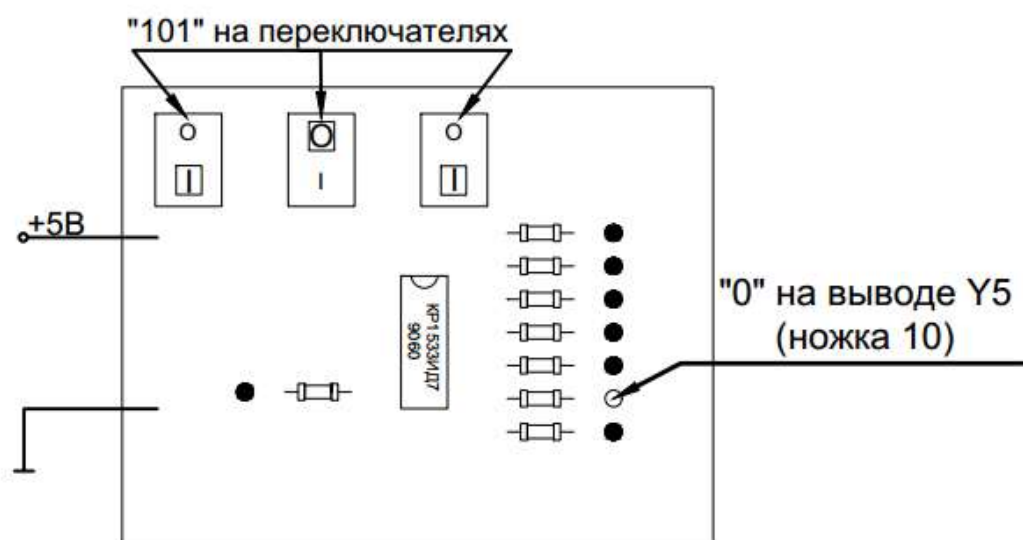 "101" на переключателях
O O O
I I I
+5В
КР1533ИД7
9060
"0" на выводе Y5
(ножка 10)